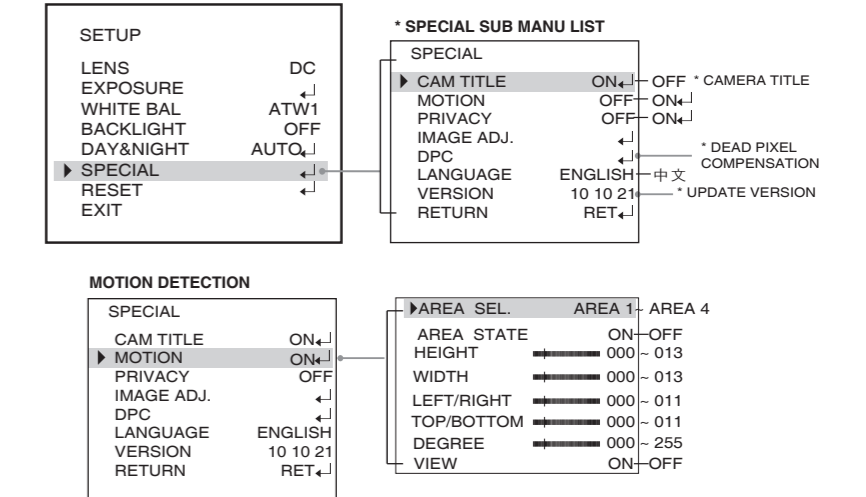 SETUP
LENS DC
EXPOSURE ↵
WHITE BAL ATW1
BACKLIGHT OFF
DAY&NIGHT AUTO↵
SPECIAL ↵
RESET ↵
EXIT
* SPECIAL SUB MANU LIST
SPECIAL
CAM TITLE ON↵ OFF * CAMERA TITLE
MOTION OFF ON↵
PRIVACY OFF ON↵
IMAGE ADJ. ↵
DPC ↵ * DEAD PIXEL COMPENSATION
LANGUAGE ENGLISH 中文
VERSION 10 10 21 * UPDATE VERSION
RETURN RET↵
MOTION DETECTION
SPECIAL
CAM TITLE ON↵
MOTION ON↵
PRIVACY OFF
IMAGE ADJ. ↵
DPC ↵
LANGUAGE ENGLISH
VERSION 10 10 21
RETURN RET↵
AREA SEL. AREA 1 ~ AREA 4
AREA STATE ON OFF
HEIGHT 000 ~ 013
WIDTH 000 ~ 013
LEFT/RIGHT 000 ~ 011
TOP/BOTTOM 000 ~ 011
DEGREE 000 ~ 255
VIEW ON OFF